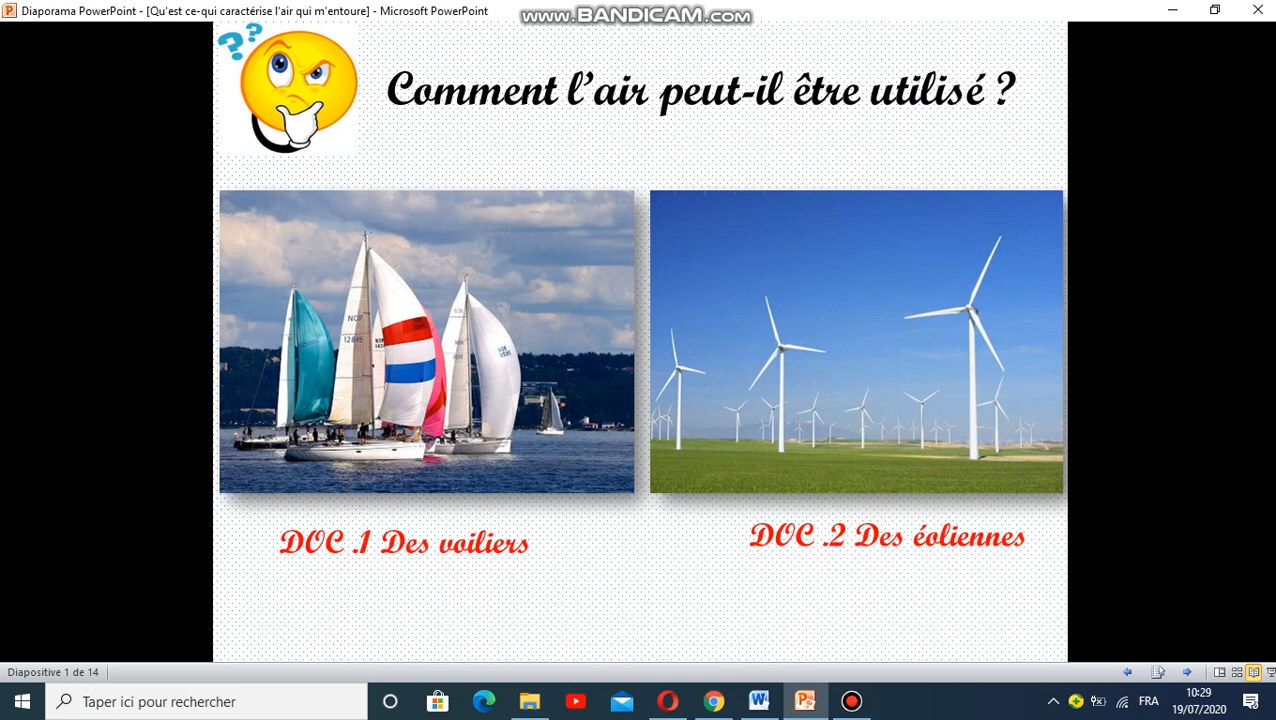 Diaporama PowerPoint - [Qu'est ce-qui caractérise l'air qui m'entoure] - Microsoft PowerPoint
www.BANDICAM.com
? ?
Comment l'air peut-il être utilisé ?
NOP
12845
DOC .1 Des voiliers
DOC .2 Des éoliennes
Diapositive 1 de 14
Taper ici pour rechercher
FRA
10:29
19/07/2020